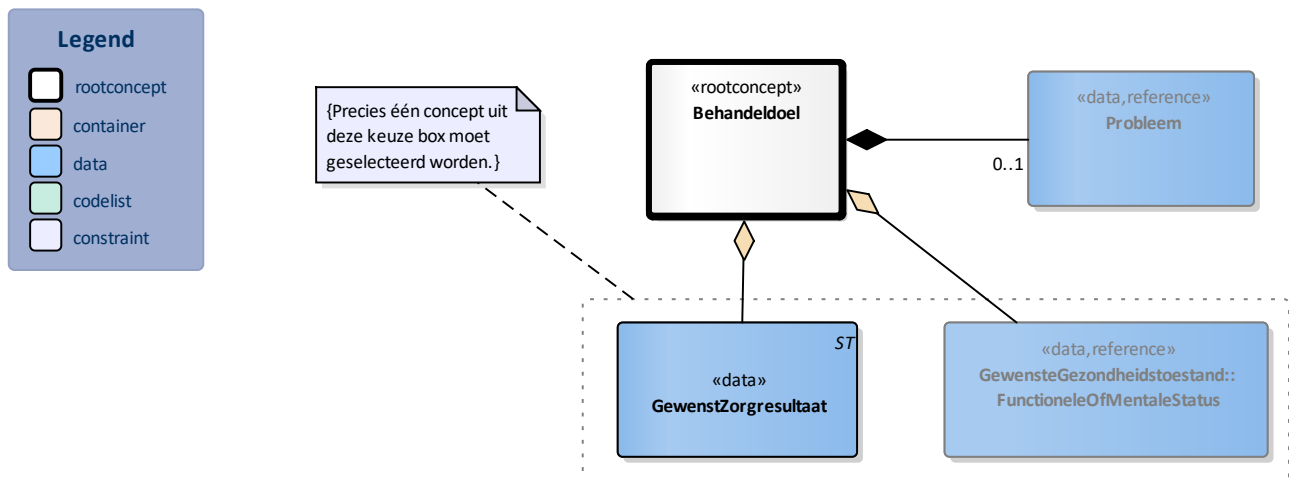 Legend
rootconcept
container
data
codelist
constraint
{Precies één concept uit
deze keuze box moet
geselecteerd worden.}
«rootconcept»
Behandeldoel
«data,reference»
Probleem
0..1
ST
«data»
GewenstZorgresultaat
«data,reference»
GewensteGezondheidstoestand::
FunctioneleOfMentaleStatus